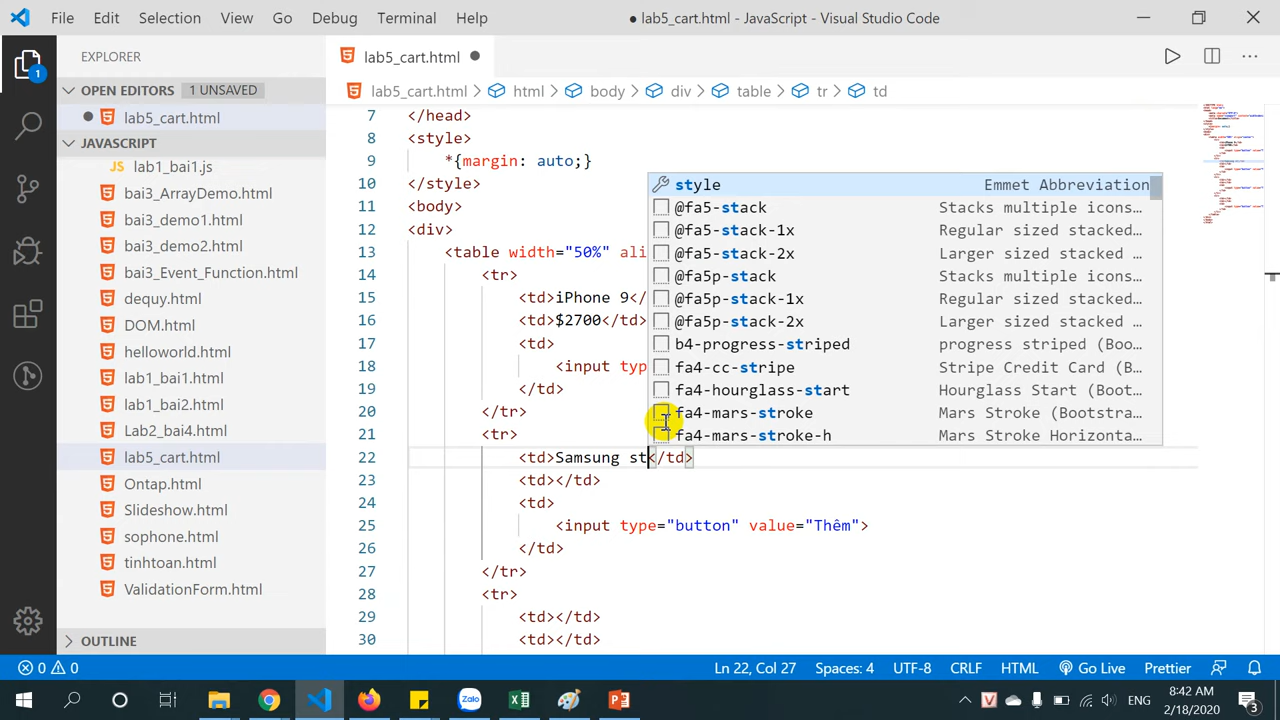 File Edit Selection View Go Debug Terminal Help
● lab5_cart.html - JavaScript - Visual Studio Code
EXPLORER
OPEN EDITORS 1 UNSAVED
lab5_cart.html
JAVASCRIPT
lab1_bai1.js
bai3_ArrayDemo.html
bai3_demo1.html
bai3_demo2.html
bai3_Event_Function.html
dequy.html
DOM.html
helloworld.html
lab1_bai1.html
lab1_bai2.html
Lab2_bai4.html
lab5_cart.html
Ontap.html
Slideshow.html
sophone.html
tinhtoan.html
ValidationForm.html
OUTLINE
1
lab5_cart.html ●
lab5_cart.html > html > body > div > table > tr > td
7 </head>
8 <style>
9 *{margin: auto;}
10 </style>
11 <body>
12 <div>
13 <table width="50%" ali
14 <tr>
15 <td>iPhone 9</
16 <td>$2700</td>
17 <td>
18 <input typ
19 </td>
20 </tr>
21 <tr>
22 <td>Samsung st</td>
23 <td></td>
24 <td>
25 <input type="button" value="Thêm">
26 </td>
27 </tr>
28 <tr>
29 <td></td>
30 <td></td>
style Emmet Abbreviation
@fa5-stack Stacks multiple icons...
@fa5-stack-1x Regular sized stacked...
@fa5-stack-2x Larger sized stacked ...
@fa5p-stack Stacks multiple icons...
@fa5p-stack-1x Regular sized stacked...
@fa5p-stack-2x Larger sized stacked ...
b4-progress-striped progress striped (Boo...
fa4-cc-stripe Stripe Credit Card (B...
fa4-hourglass-start Hourglass Start (Boot...
fa4-mars-stroke Mars Stroke (Bootstra...
fa4-mars-stroke-h Mars Stroke Horizonta...
0 0 Ln 22, Col 27 Spaces: 4 UTF-8 CRLF HTML Go Live Prettier
Zalo
ENG
8:42 AM
2/18/2020
3